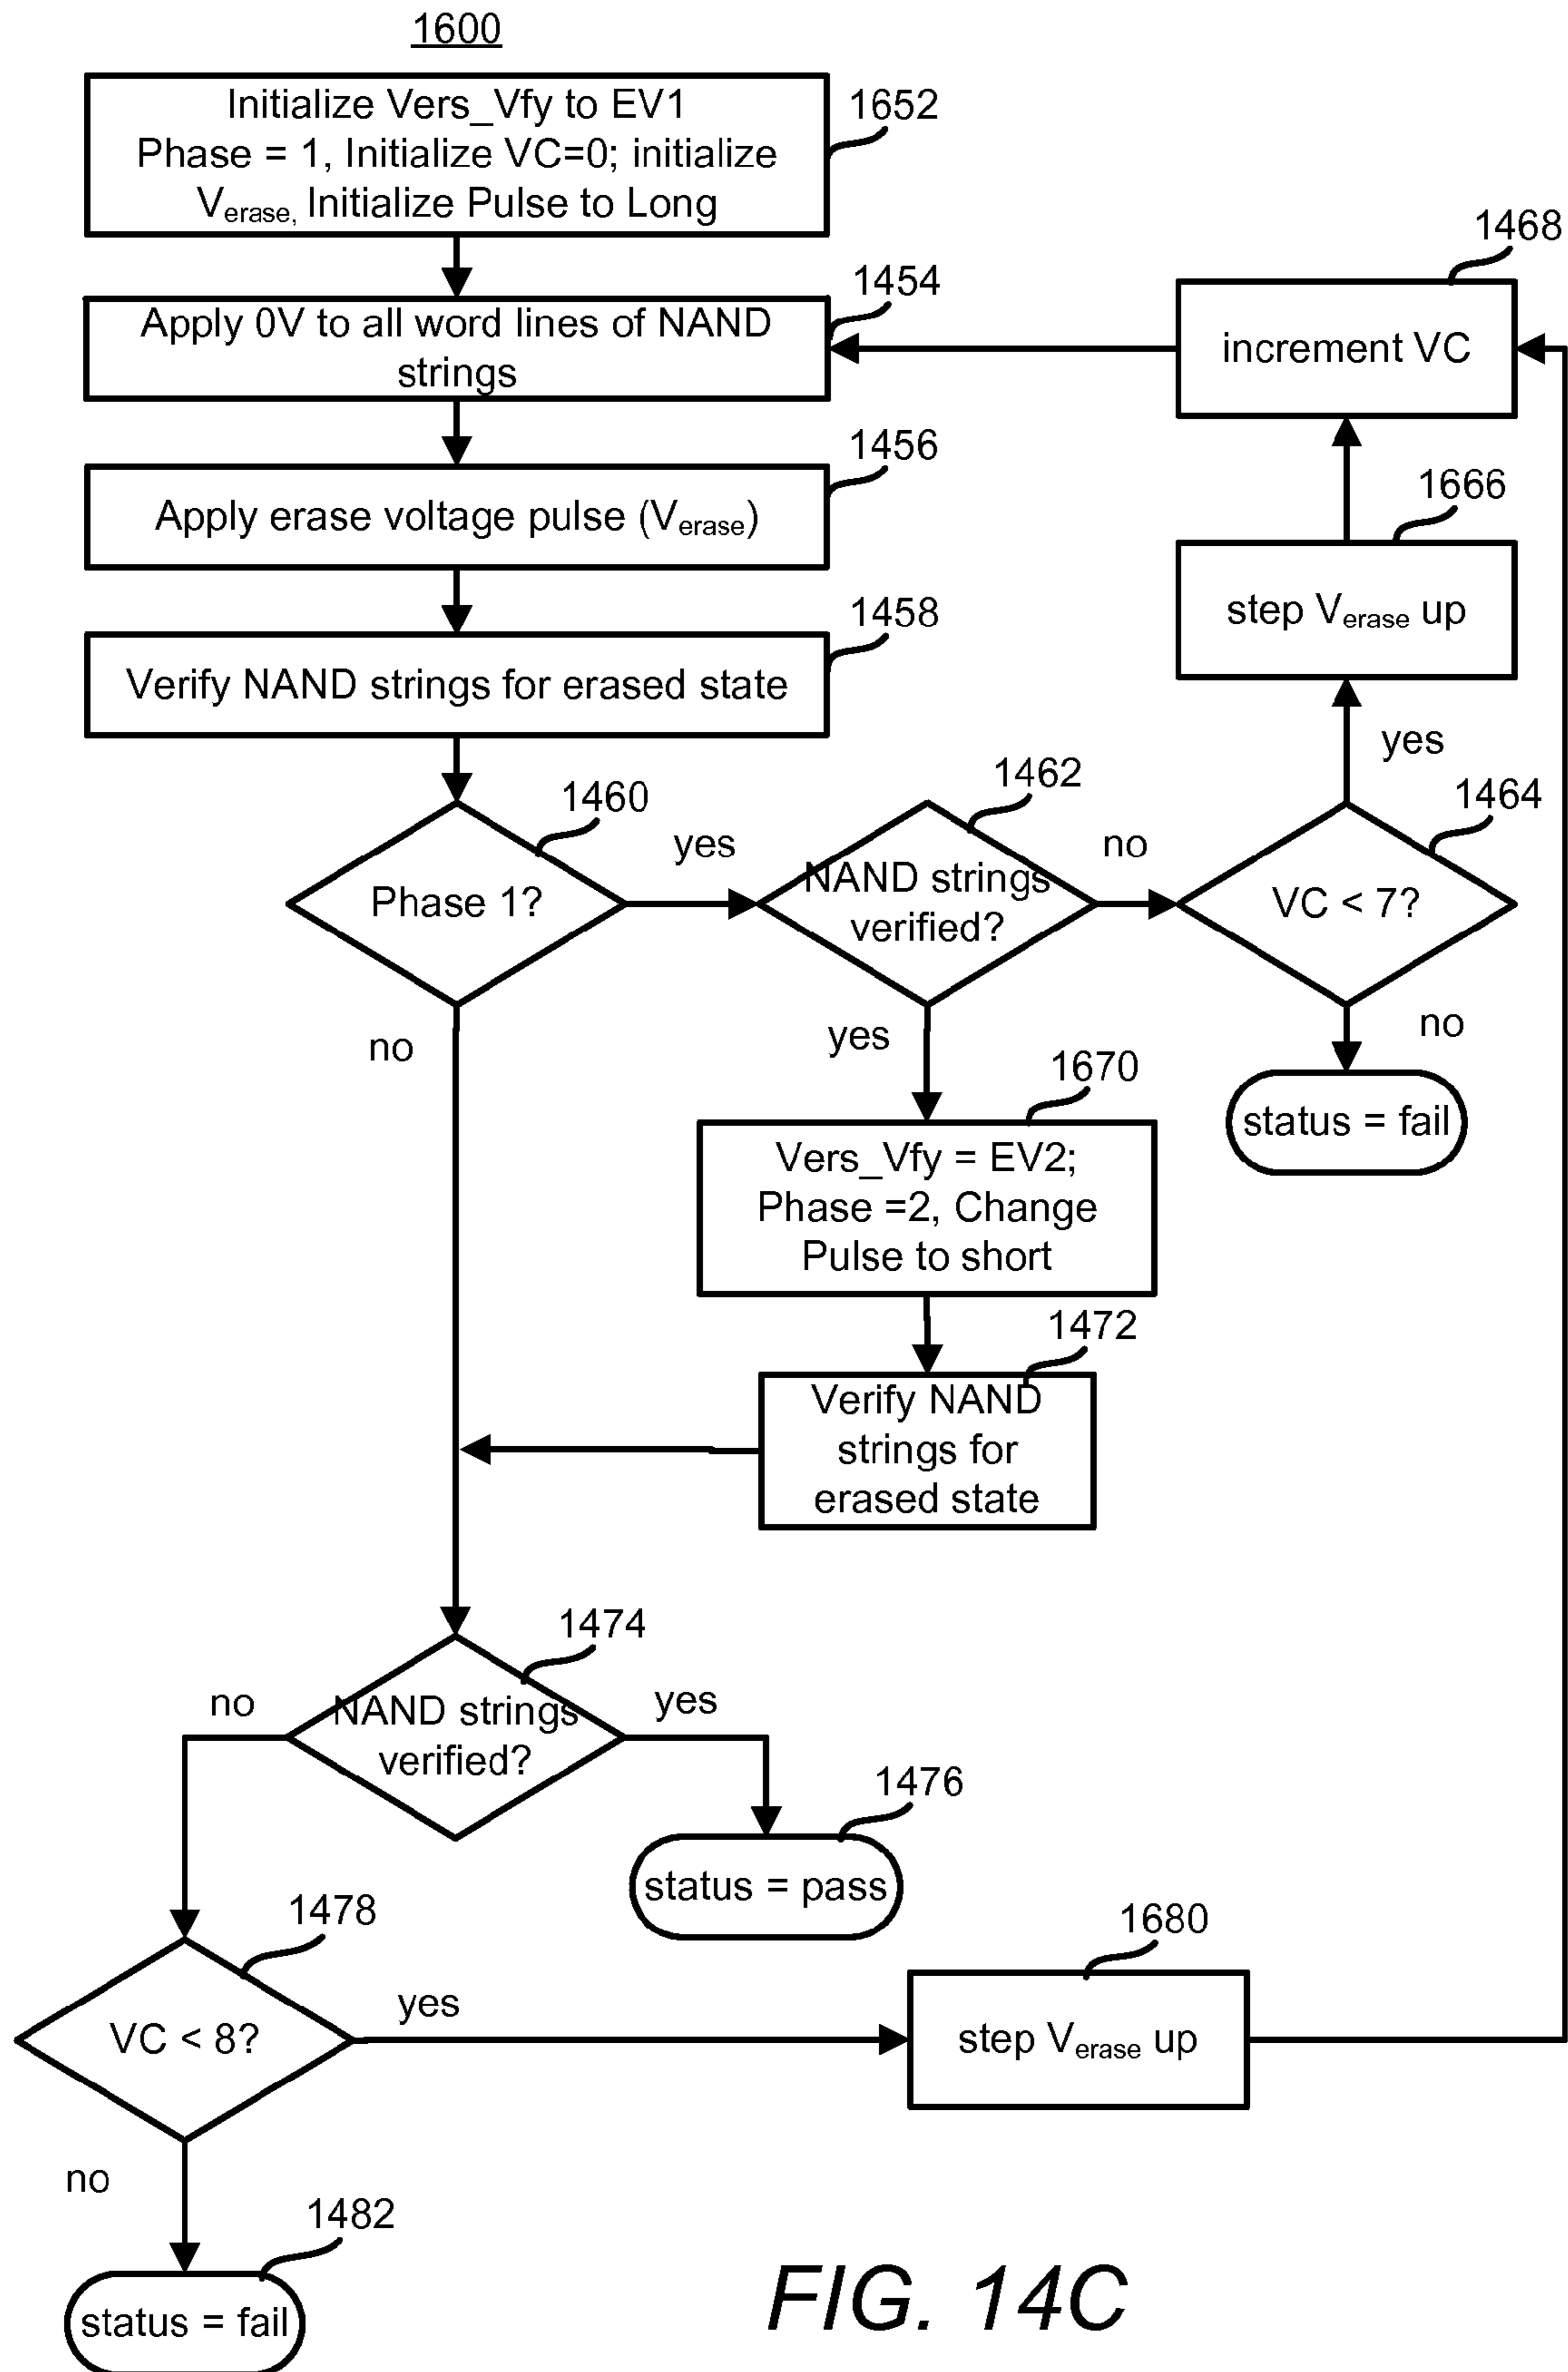 1600
Initialize Vers_Vfy to EV1
Phase = 1, Initialize VC=0; initialize
Verase, Initialize Pulse to Long
1652
1468
increment VC
1454
Apply 0V to all word lines of NAND
strings
1456
Apply erase voltage pulse (Verase)
1666
step Verase up
1458
Verify NAND strings for erased state
yes
1460
Phase 1?
yes
1462
NAND strings
verified?
no
1464
VC < 7?
no
yes
no
status = fail
1670
Vers_Vfy = EV2;
Phase =2, Change
Pulse to short
1472
Verify NAND
strings for
erased state
1474
NAND strings
verified?
no
yes
1476
status = pass
1478
VC < 8?
yes
1680
step Verase up
no
1482
status = fail
FIG. 14C